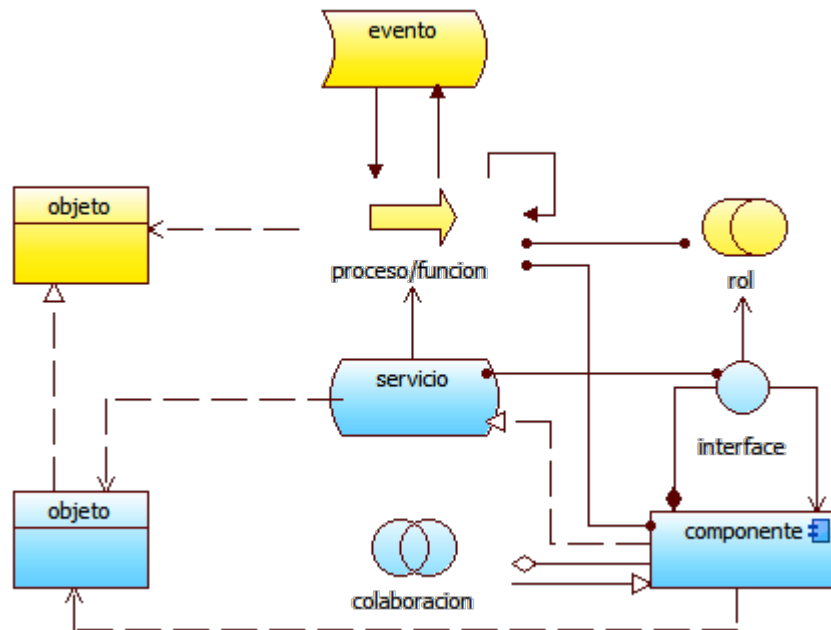 evento
objeto
proceso/funcion
rol
servicio
interface
objeto
componente
colaboracion